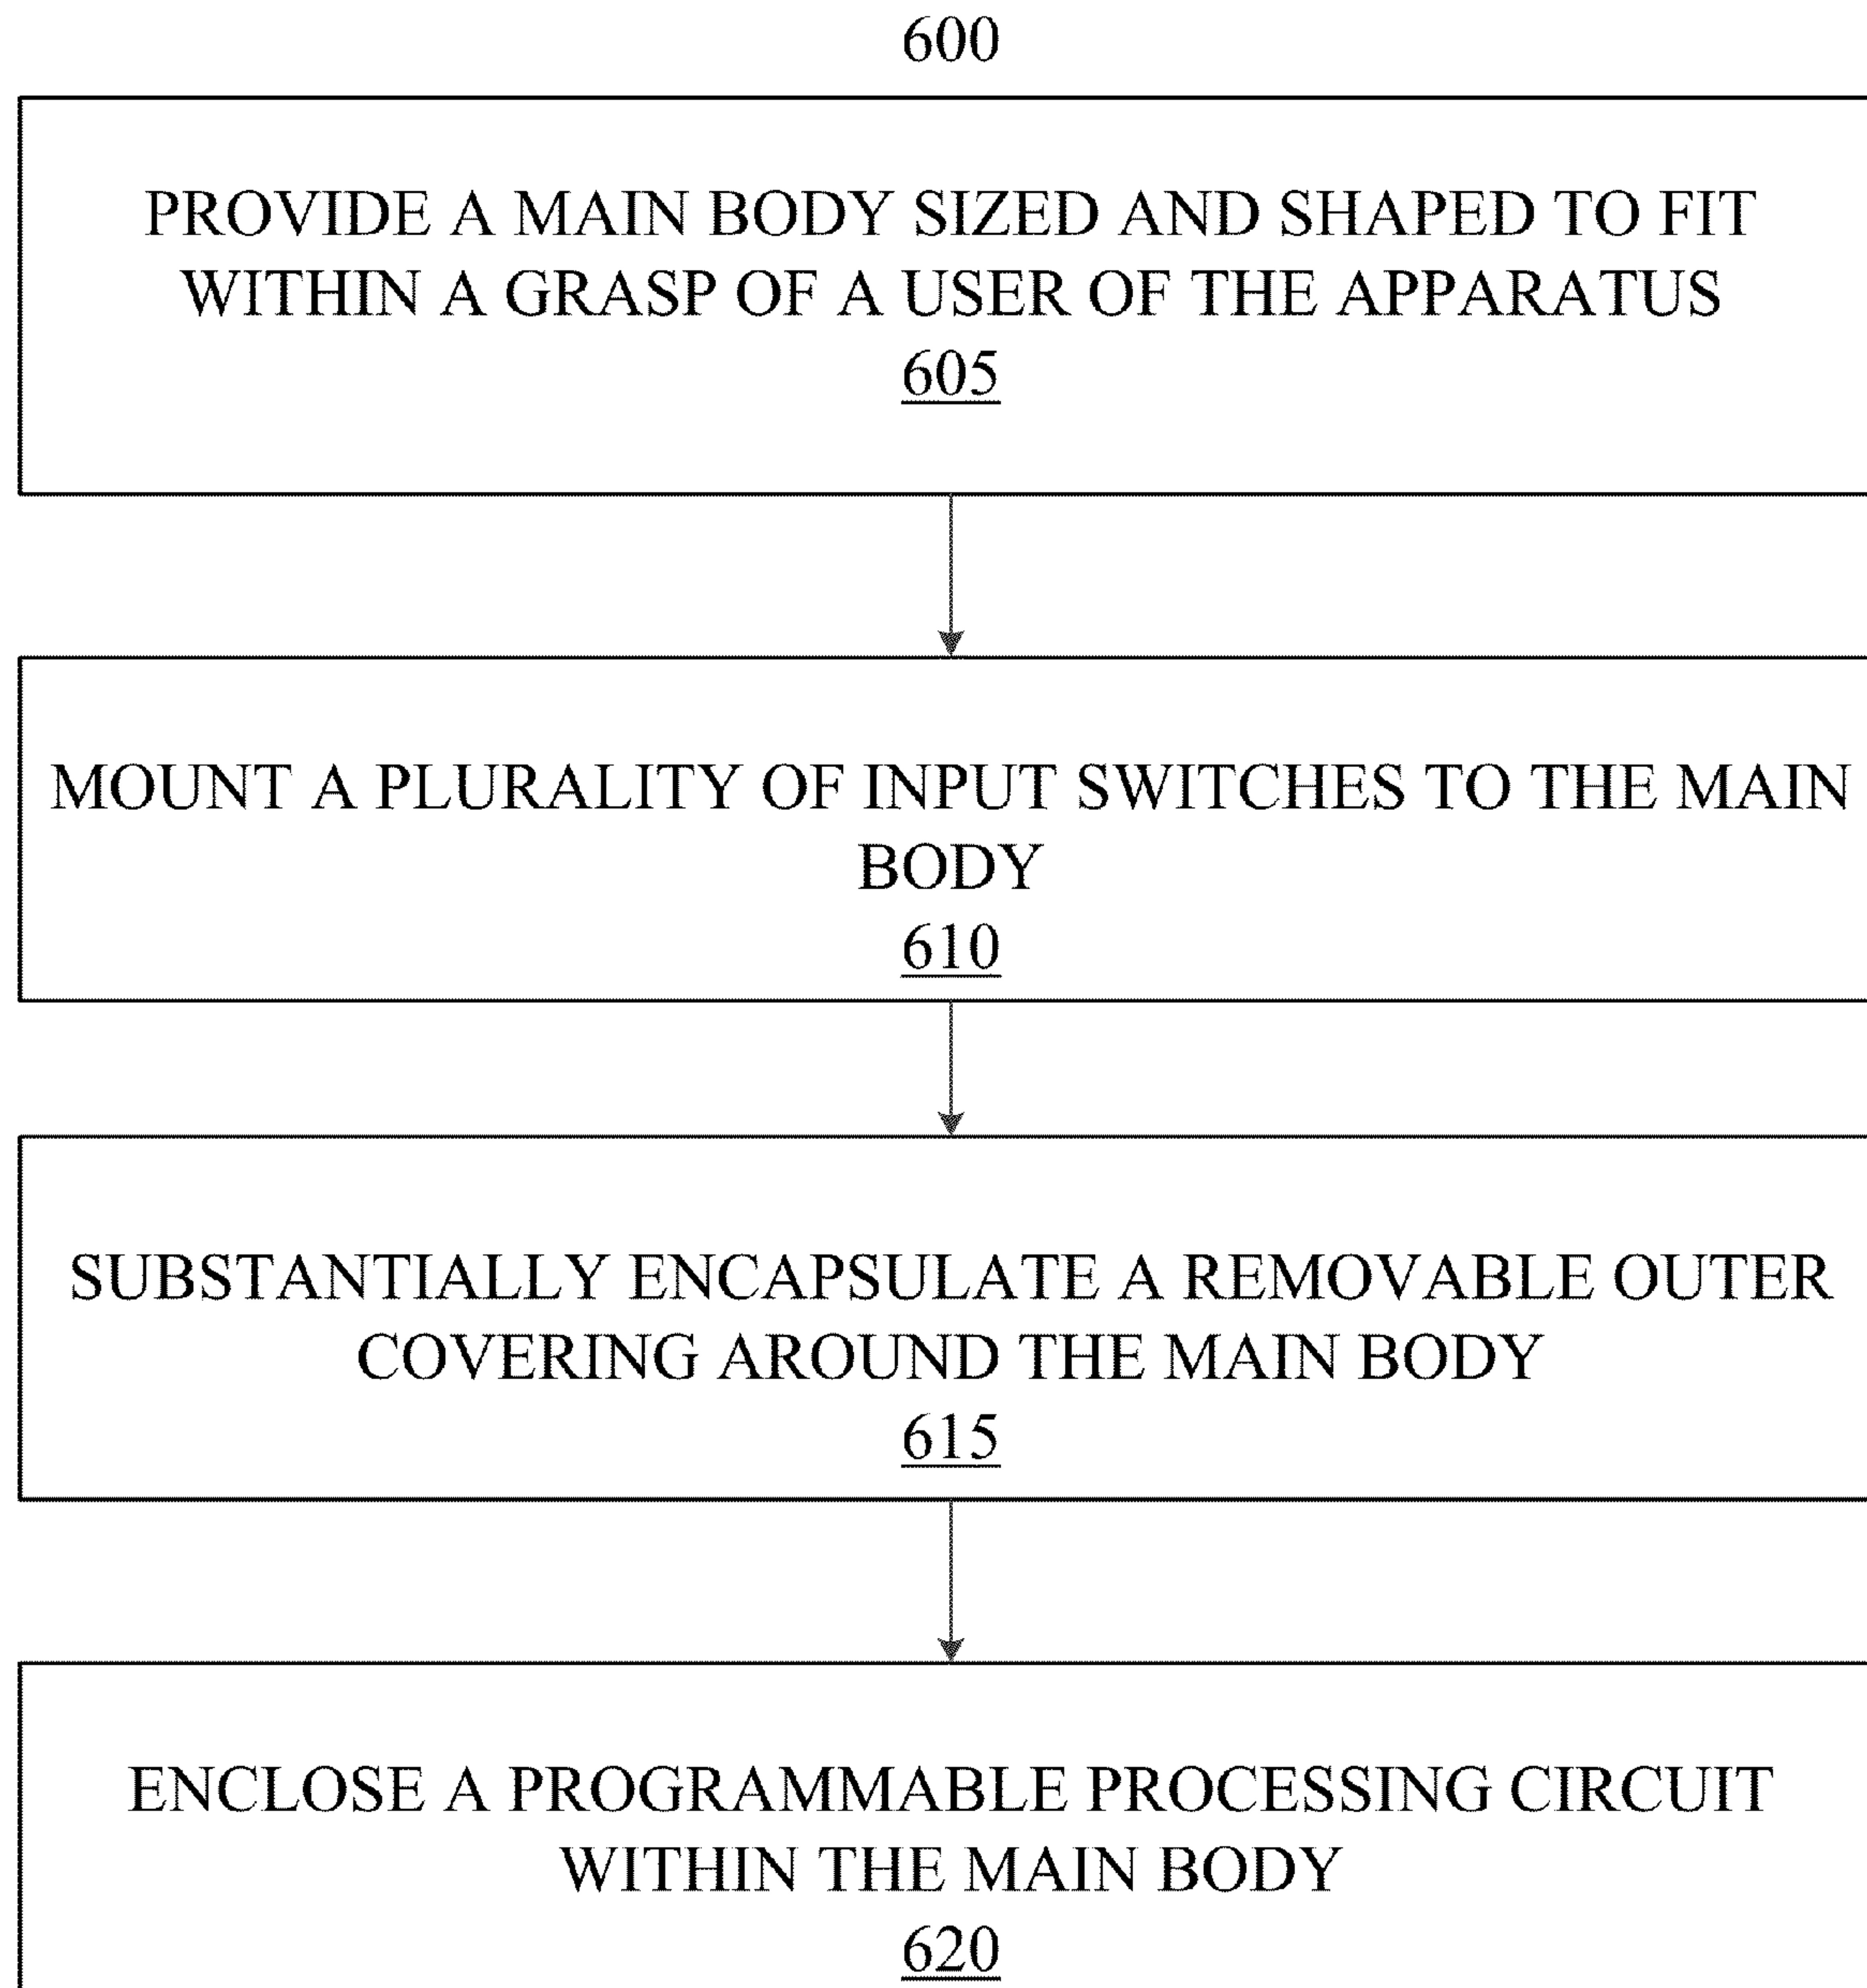 600
PROVIDE A MAIN BODY SIZED AND SHAPED TO FIT
WITHIN A GRASP OF A USER OF THE APPARATUS
605
MOUNT A PLURALITY OF INPUT SWITCHES TO THE MAIN
BODY
610
SUBSTANTIALLY ENCAPSULATE A REMOVABLE OUTER
COVERING AROUND THE MAIN BODY
615
ENCLOSE A PROGRAMMABLE PROCESSING CIRCUIT
WITHIN THE MAIN BODY
620